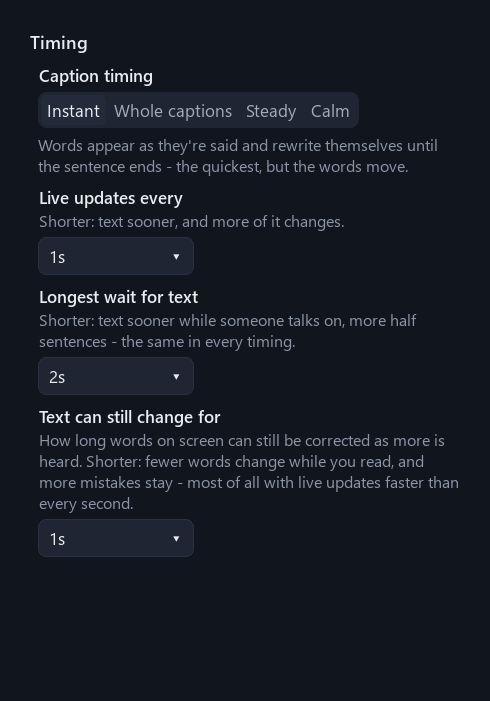 Timing
Caption timing
Instant Whole captions Steady Calm
Words appear as they're said and rewrite themselves until
the sentence ends - the quickest, but the words move.
Live updates every
Shorter: text sooner, and more of it changes.
1s
Longest wait for text
Shorter: text sooner while someone talks on, more half
sentences - the same in every timing.
2s
Text can still change for
How long words on screen can still be corrected as more is
heard. Shorter: fewer words change while you read, and
more mistakes stay - most of all with live updates faster than
every second.
1s